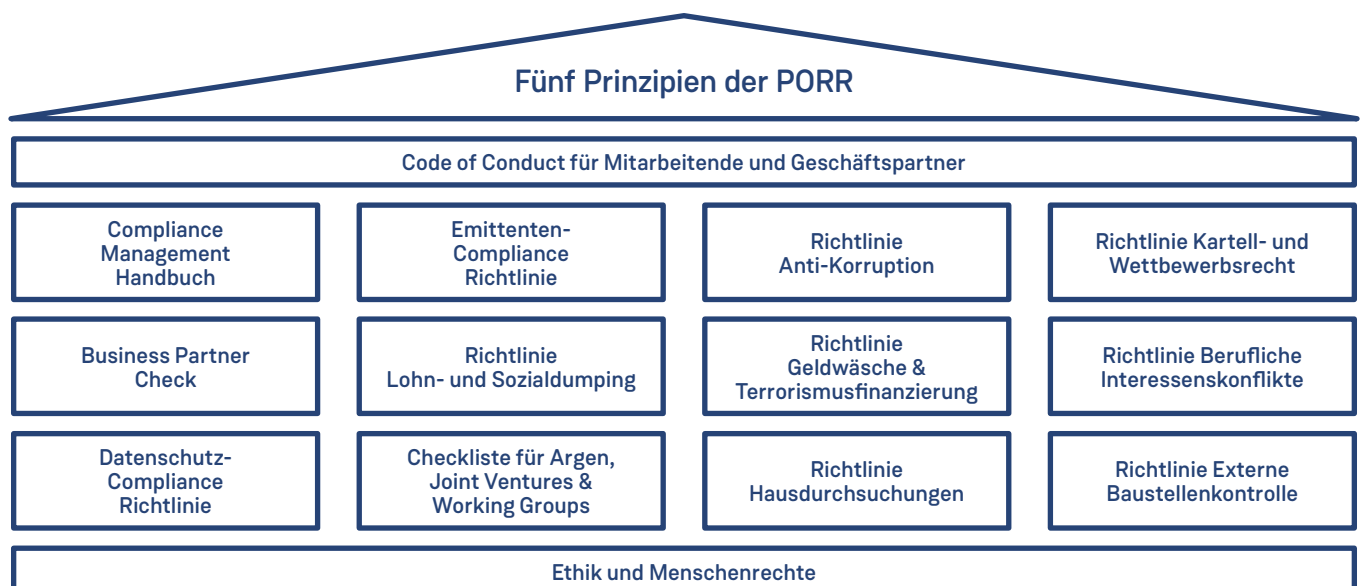 Fünf Prinzipien der PORR
Code of Conduct für Mitarbeitende und Geschäftspartner
Compliance
Management
Handbuch
Emittenten-
Compliance
Richtlinie
Richtlinie
Anti-Korruption
Richtlinie Kartell- und
Wettbewerbsrecht
Business Partner
Check
Richtlinie
Lohn- und Sozialdumping
Richtlinie
Geldwäsche &
Terrorismusfinanzierung
Richtlinie Berufliche
Interessenskonflikte
Datenschutz-
Compliance
Richtlinie
Checkliste für Argen,
Joint Ventures &
Working Groups
Richtlinie
Hausdurchsuchungen
Richtlinie Externe
Baustellenkontrolle
Ethik und Menschenrechte